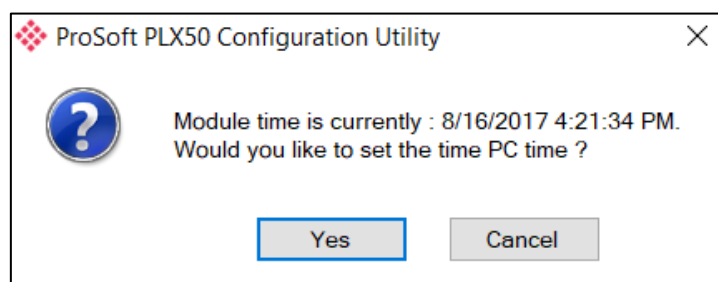 ProSoft PLX50 Configuration Utility
Module time is currently : 8/16/2017 4:21:34 PM.
Would you like to set the time PC time ?
Yes
Cancel